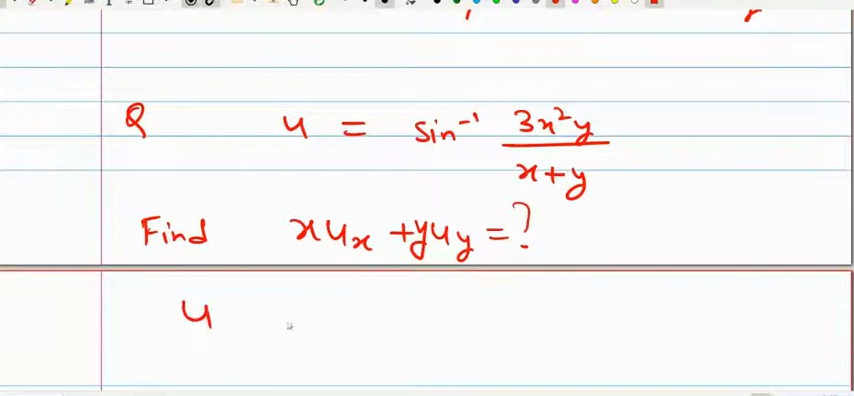 Q u = sin⁻¹ 3x²y / x+y
Find xuₓ + yu_y = ?
u